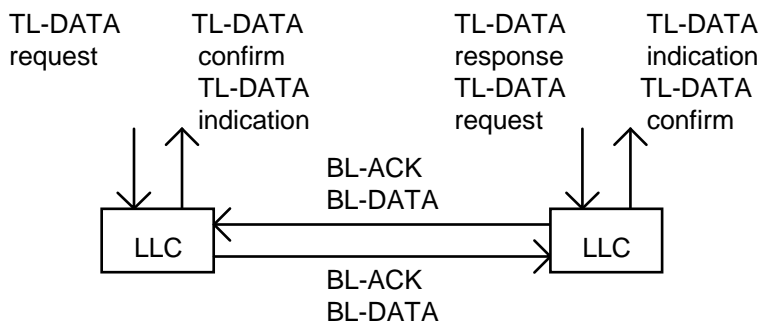 TL-DATA
request
TL-DATA
confirm
TL-DATA
indication
TL-DATA
response
TL-DATA
request
TL-DATA
indication
TL-DATA
confirm
BL-ACK
BL-DATA
LLC
LLC
BL-ACK
BL-DATA